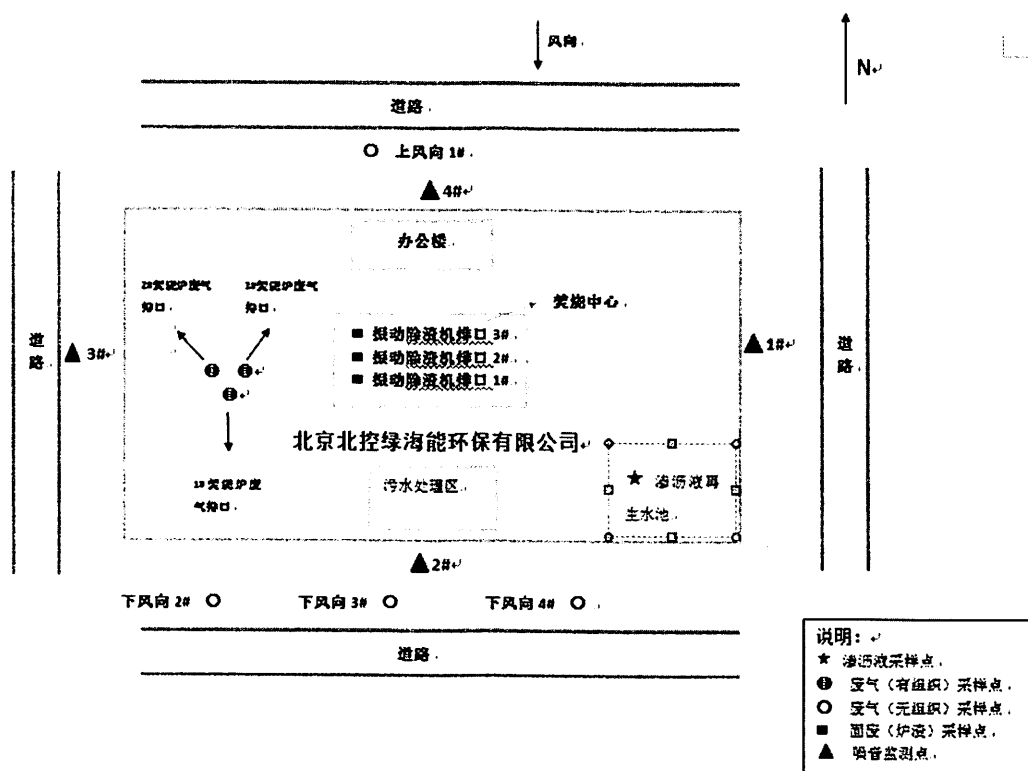 风向
N
道路
上风向 1#
4#
办公楼
2#焚烧炉废气
排口
1#焚烧炉废气
排口
焚烧中心
振动除渣机排口 3#
振动除渣机排口 2#
振动除渣机排口 1#
道路
3#
1#
道路
北京北控绿海能环保有限公司
1#焚烧炉废
气排口
污水处理区
渗沥液再
生水池
2#
下风向 2#
下风向 3#
下风向 4#
道路
说明：
渗沥液采样点
废气（有组织）采样点
废气（无组织）采样点
固废（炉渣）采样点
噪音监测点